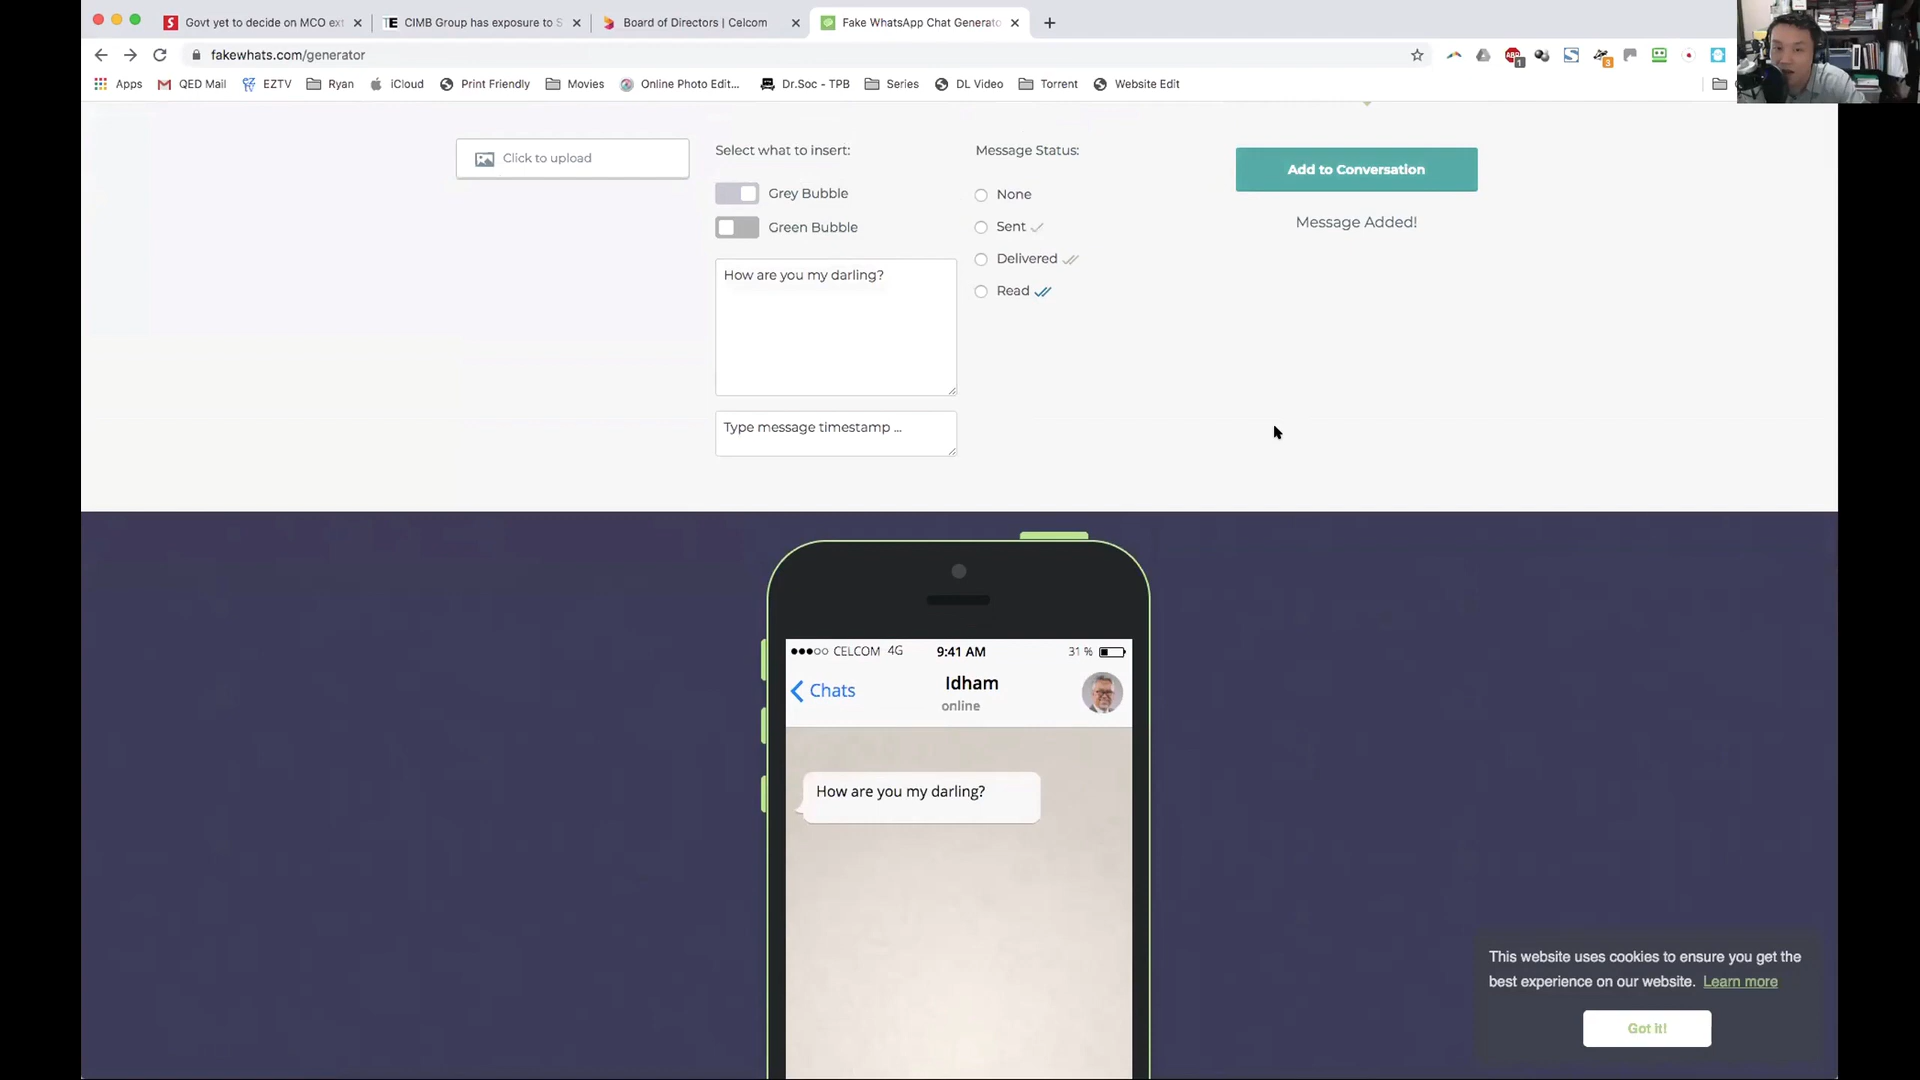 Govt yet to decide on MCO ext
CIMB Group has exposure to S
Board of Directors | Celcom
Fake WhatsApp Chat Generato
fakewhats.com/generator
Apps
QED Mail
EZTV
Ryan
iCloud
Print Friendly
Movies
Online Photo Edit...
Dr.Soc - TPB
Series
DL Video
Torrent
Website Edit
Click to upload
Select what to insert:
Grey Bubble
Green Bubble
How are you my darling?
Type message timestamp ...
Message Status:
None
Sent
Delivered
Read
Add to Conversation
Message Added!
CELCOM 4G 9:41 AM 31 %
Chats
Idham
online
How are you my darling?
This website uses cookies to ensure you get the
best experience on our website. Learn more
Got it!